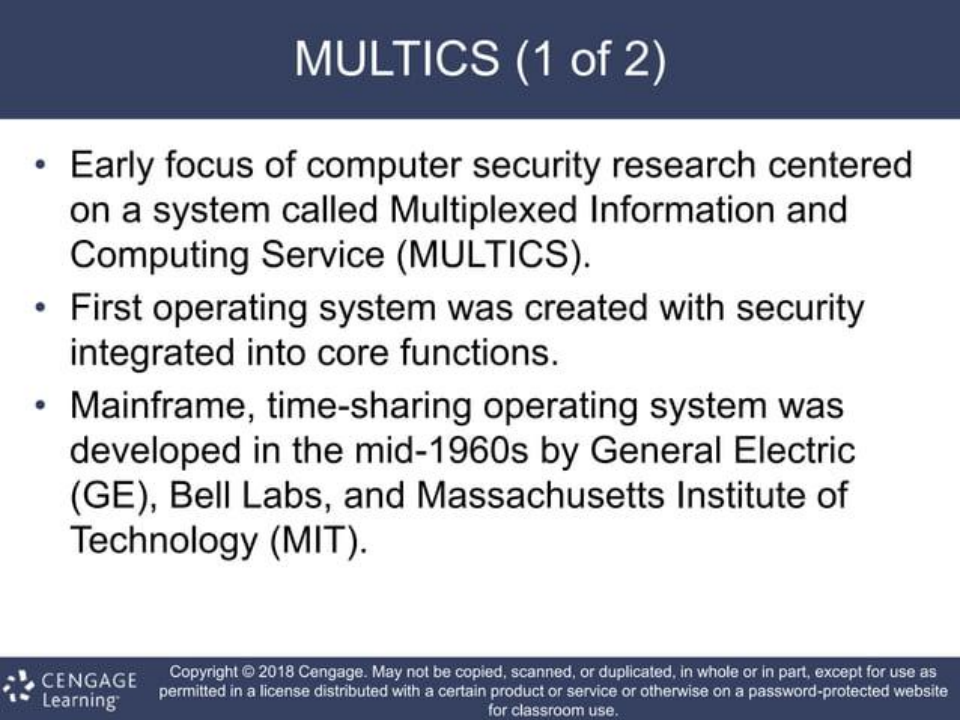 MULTICS (1 of 2)
• Early focus of computer security research centered
on a system called Multiplexed Information and
Computing Service (MULTICS).
• First operating system was created with security
integrated into core functions.
• Mainframe, time-sharing operating system was
developed in the mid-1960s by General Electric
(GE), Bell Labs, and Massachusetts Institute of
Technology (MIT).
CENGAGE
Learning™
Copyright © 2018 Cengage. May not be copied, scanned, or duplicated, in whole or in part, except for use as
permitted in a license distributed with a certain product or service or otherwise on a password-protected website
for classroom use.